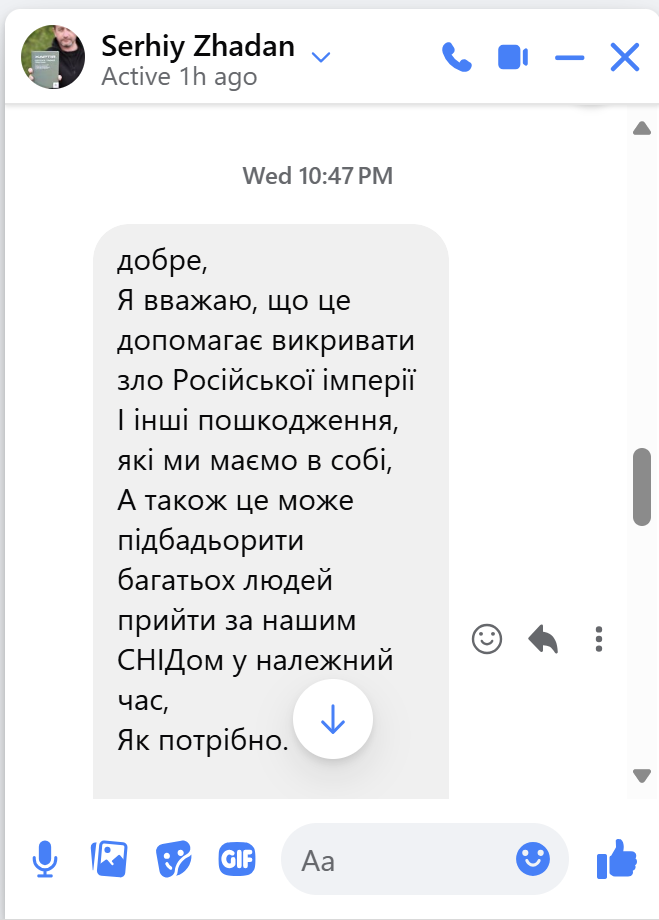 Serhiy Zhadan
Active 1h ago
Wed 10:47 PM
добре,
Я вважаю, що це
допомагає викривати
зло Російської імперії
І інші пошкодження,
які ми маємо в собі,
А також це може
підбадьорити
багатьох людей
прийти за нашим
СНІДом у належний
час,
Як потрібно.
GIF
Aa